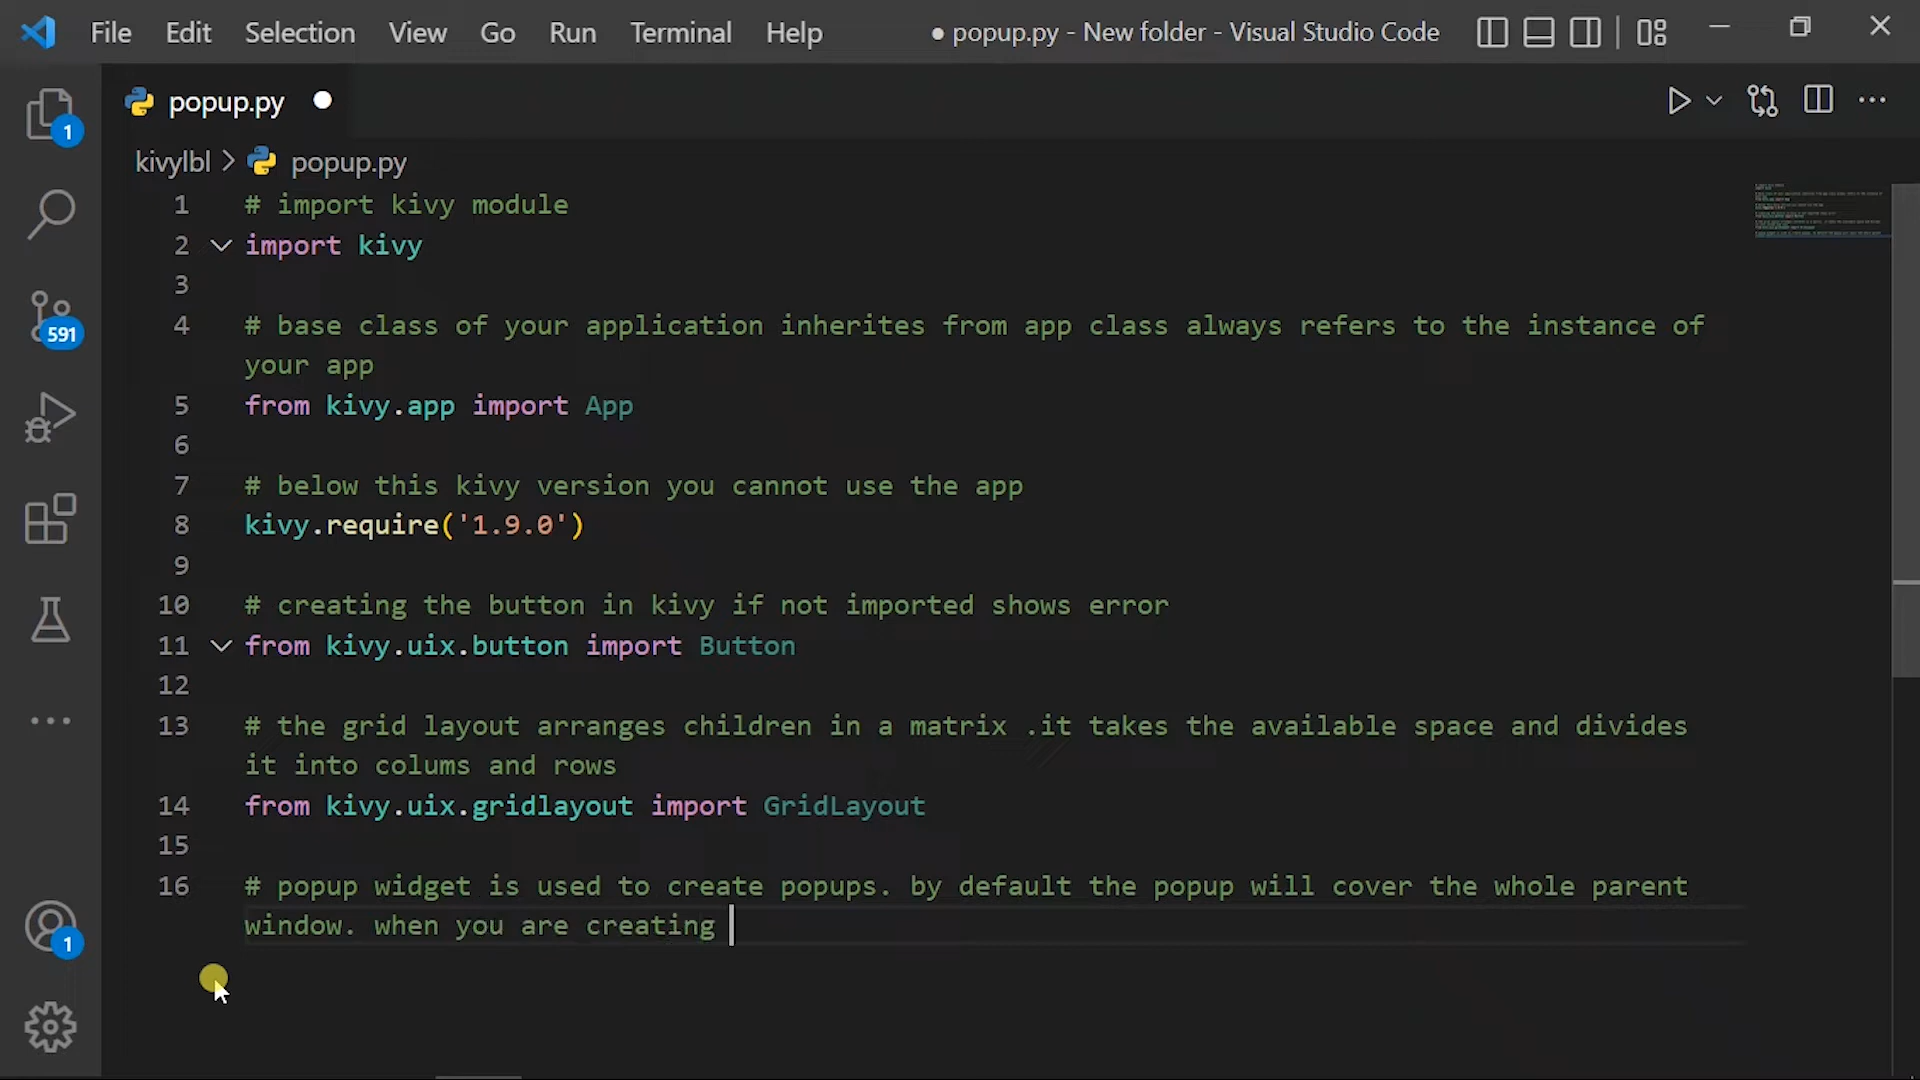 File Edit Selection View Go Run Terminal Help ● popup.py - New folder - Visual Studio Code
popup.py
kivylbl > popup.py
1 # import kivy module
2 import kivy
3
4 # base class of your application inherites from app class always refers to the instance of
your app
5 from kivy.app import App
6
7 # below this kivy version you cannot use the app
8 kivy.require('1.9.0')
9
10 # creating the button in kivy if not imported shows error
11 from kivy.uix.button import Button
12
13 # the grid layout arranges children in a matrix .it takes the available space and divides
it into colums and rows
14 from kivy.uix.gridlayout import GridLayout
15
16 # popup widget is used to create popups. by default the popup will cover the whole parent
window. when you are creating
1
591
1